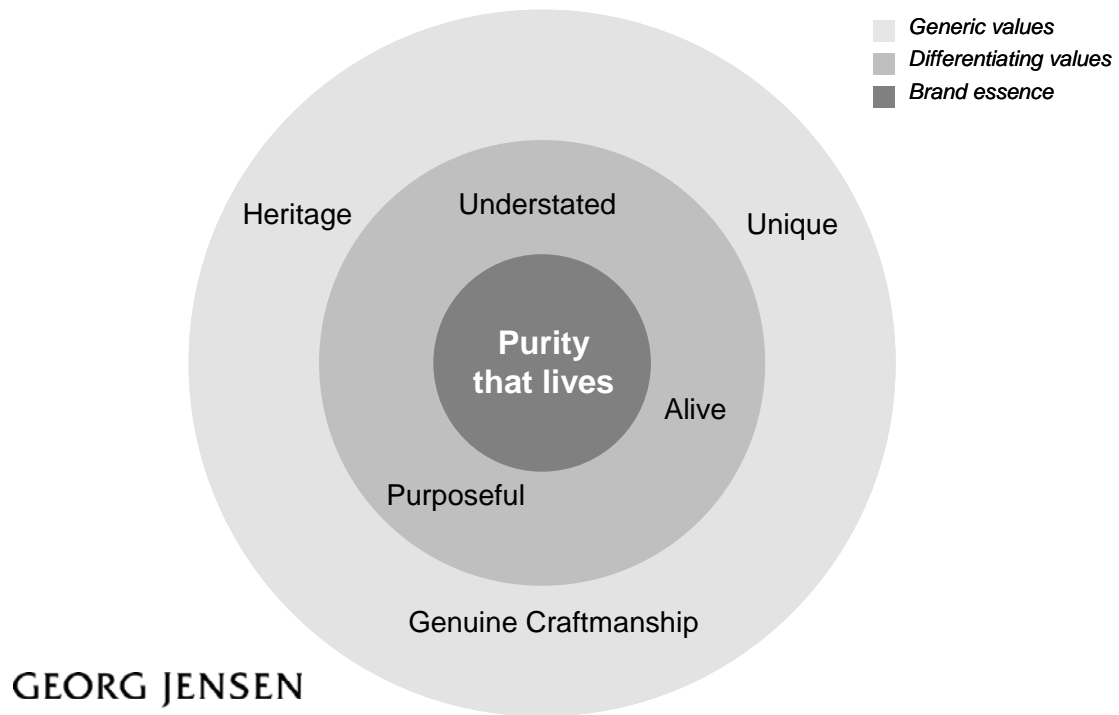 Generic values
Differentiating values
Brand essence
Heritage
Understated
Unique
Purity
that lives
Alive
Purposeful
Genuine Craftmanship
GEORG JENSEN